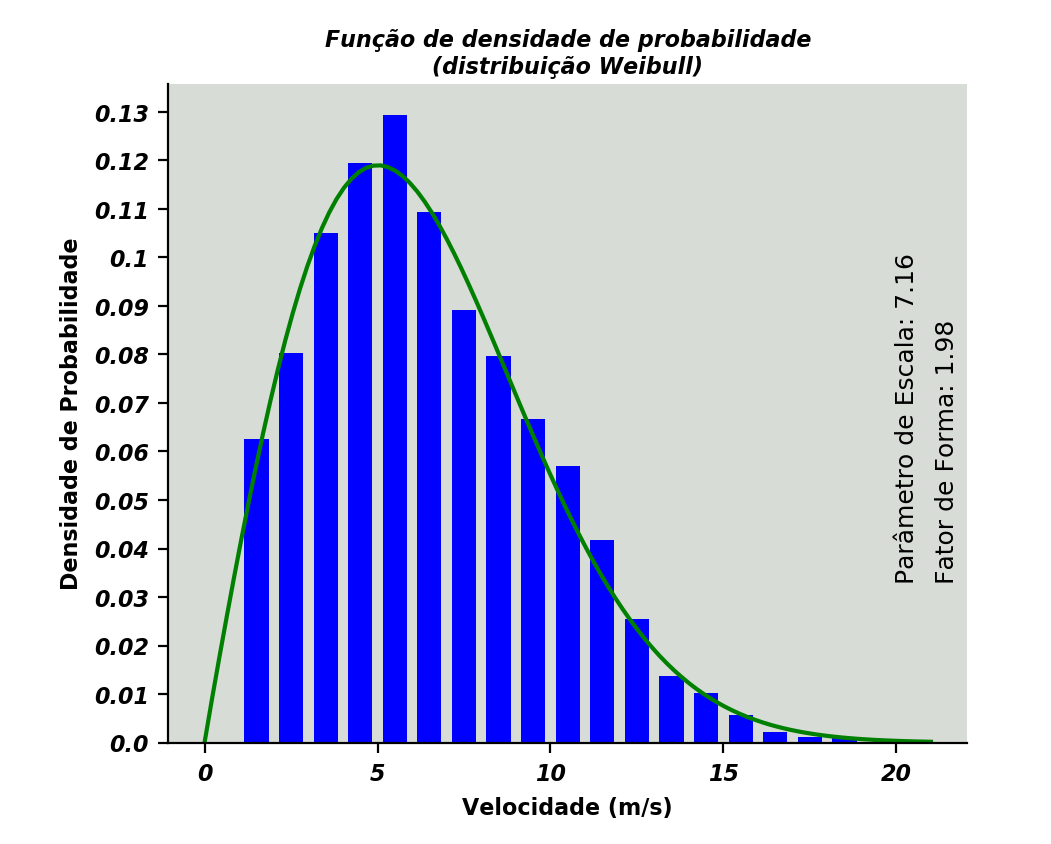 Função de densidade de probabilidade
(distribuição Weibull)
Densidade de Probabilidade
0.13
0.12
0.11
0.1
0.09
0.08
0.07
0.06
0.05
0.04
0.03
0.02
0.01
0.0
Parâmetro de Escala: 7.16
Fator de Forma: 1.98
0 5 10 15 20
Velocidade (m/s)